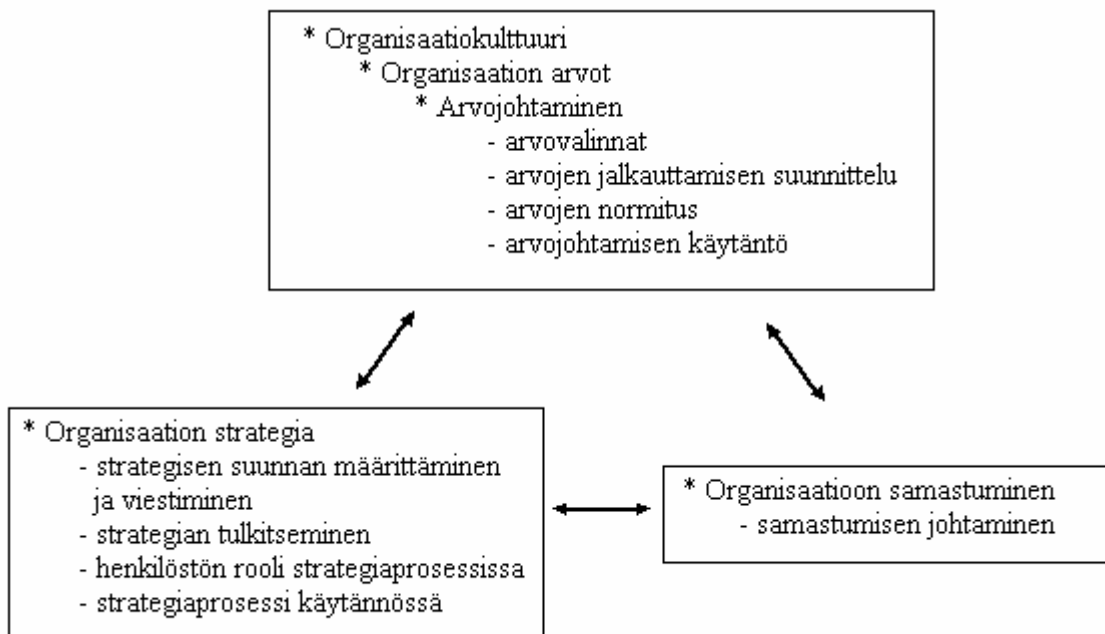 * Organisaatiokulttuuri
* Organisaation arvot
* Arvojohtaminen
- arvovalinnat
- arvojen jalkauttamisen suunnittelu
- arvojen normitus
- arvojohtamisen käytäntö
* Organisaation strategia
- strategisen suunnan määrittäminen
ja viestiminen
- strategian tulkitseminen
- henkilöstön rooli strategiaprosessissa
- strategiaprosessi käytännössä
* Organisaatioon samastuminen
- samastumisen johtaminen